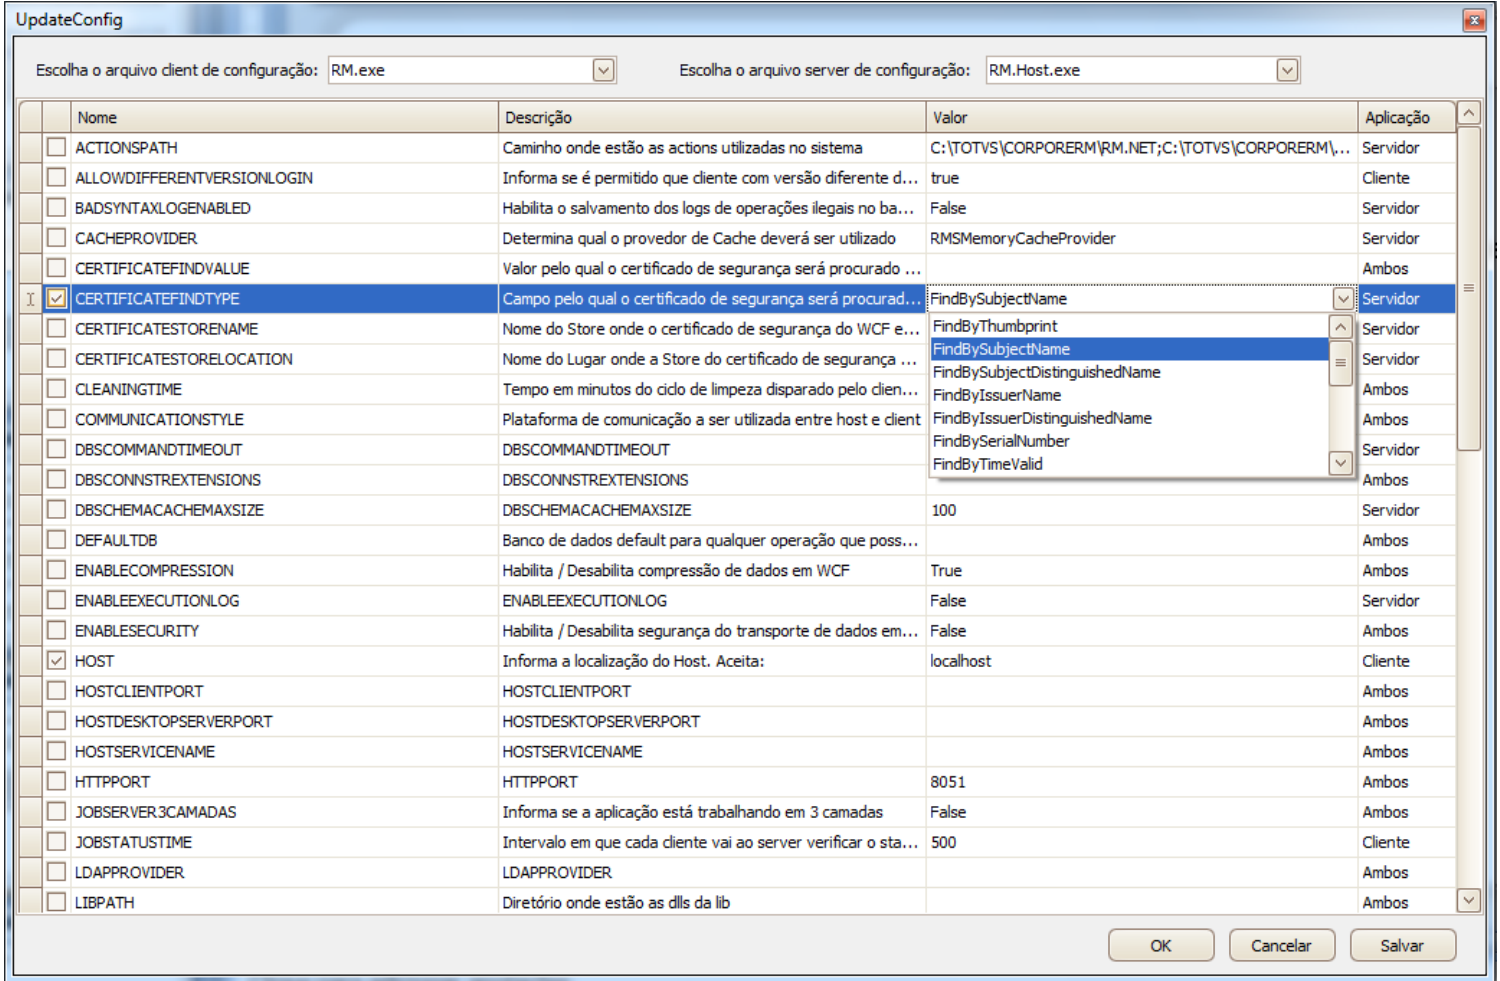 UpdateConfig
Escolha o arquivo client de configuração: RM.exe Escolha o arquivo server de configuração: RM.Host.exe
Nome Descrição Valor Aplicação
ACTIONSPATH Caminho onde estão as actions utilizadas no sistema C:\TOTVS\CORPORERM\RM.NET;C:\TOTVS\CORPORERM\... Servidor
ALLOWDIFFERENTVERSIONLOGIN Informa se é permitido que cliente com versão diferente d... true Cliente
BADSYNTAXLOGENABLED Habilita o salvamento dos logs de operações ilegais no ba... False Servidor
CACHEPROVIDER Determina qual o provedor de Cache deverá ser utilizado RMSMemoryCacheProvider Servidor
CERTIFICATEFINDVALUE Valor pelo qual o certificado de segurança será procurado ... Ambos
CERTIFICATEFINDTYPE Campo pelo qual o certificado de segurança será procurad... FindBySubjectName Servidor
CERTIFICATESTORENAME Nome do Store onde o certificado de segurança do WCF e... FindByThumbprint Servidor
FindBySubjectName
CERTIFICATESTORELOCATION Nome do Lugar onde a Store do certificado de segurança ... FindBySubjectDistinguishedName Servidor
CLEANINGTIME Tempo em minutos do ciclo de limpeza disparado pelo clien... FindByIssuerName Ambos
COMMUNICATIONSTYLE Plataforma de comunicação a ser utilizada entre host e client FindByIssuerDistinguishedName Ambos
DBSCOMMANDTIMEOUT DBSCOMMANDTIMEOUT FindBySerialNumber Servidor
FindByTimeValid
DBSCONNSTREXTENSIONS DBSCONNSTREXTENSIONS Ambos
DBSCHEMACACHEMAXSIZE DBSCHEMACACHEMAXSIZE 100 Servidor
DEFAULTDB Banco de dados default para qualquer operação que poss... Ambos
ENABLECOMPRESSION Habilita / Desabilita compressão de dados em WCF True Ambos
ENABLEEXECUTIONLOG ENABLEEXECUTIONLOG False Servidor
ENABLESECURITY Habilita / Desabilita segurança do transporte de dados em... False Ambos
HOST Informa a localização do Host. Aceita: localhost Cliente
HOSTCLIENTPORT HOSTCLIENTPORT Ambos
HOSTDESKTOPSERVERPORT HOSTDESKTOPSERVERPORT Ambos
HOSTSERVICENAME HOSTSERVICENAME Ambos
HTTPPORT HTTPPORT 8051 Ambos
JOBSERVER3CAMADAS Informa se a aplicação está trabalhando em 3 camadas False Ambos
JOBSTATUSTIME Intervalo em que cada cliente vai ao server verificar o sta... 500 Cliente
LDAPPROVIDER LDAPPROVIDER Ambos
LIBPATH Diretório onde estão as dlls da lib Ambos
OK Cancelar Salvar